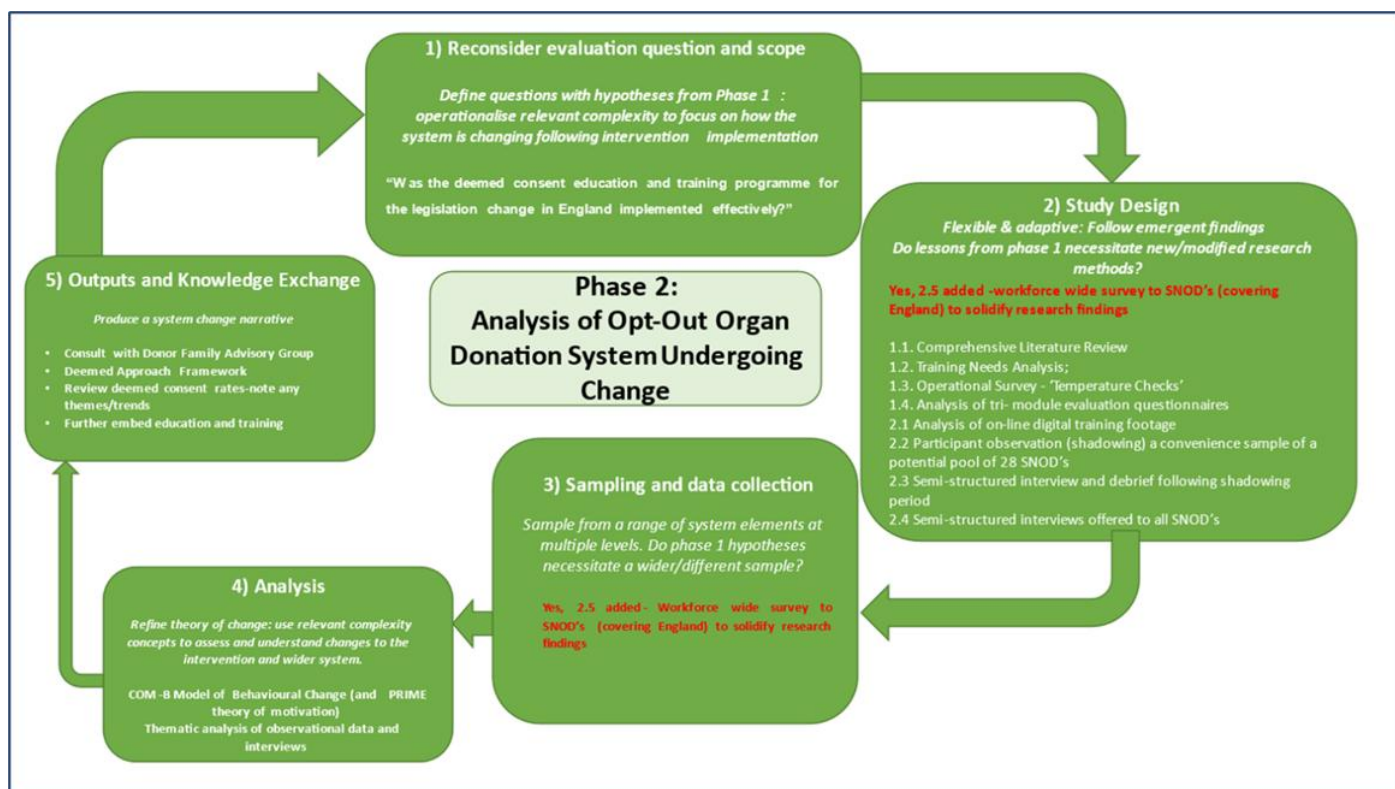 1) Reconsider evaluation question and scope
Define questions with hypotheses from Phase 1 :
operationalise relevant complexity to focus on how the
system is changing following intervention implementation
“Was the deemed consent education and training programme for
the legislation change in England implemented effectively?”
2) Study Design
Flexible & adaptive: Follow emergent findings
Do lessons from phase 1 necessitate new/modified research
methods?
Yes, 2.5 added -workforce wide survey to SNOD’s (covering
England) to solidify research findings
1.1. Comprehensive Literature Review
1.2. Training Needs Analysis;
1.3. Operational Survey - ‘Temperature Checks’
1.4. Analysis of tri- module evaluation questionnaires
2.1 Analysis of on-line digital training footage
2.2 Participant observation (shadowing) a convenience sample of a
potential pool of 28 SNOD’s
2.3 Semi-structured interview and debrief following shadowing
period
2.4 Semi-structured interviews offered to all SNOD’s
Phase 2:
Analysis of Opt-Out Organ
Donation System Undergoing
Change
3) Sampling and data collection
Sample from a range of system elements at
multiple levels. Do phase 1 hypotheses
necessitate a wider/different sample?
Yes, 2.5 added - Workforce wide survey to
SNOD’s (covering England) to solidify research
findings
4) Analysis
Refine theory of change: use relevant complexity
concepts to assess and understand changes to the
intervention and wider system.
COM -B Model of Behavioural Change (and PRIME
theory of motivation)
Thematic analysis of observational data and
interviews
5) Outputs and Knowledge Exchange
Produce a system change narrative
• Consult with Donor Family Advisory Group
• Deemed Approach Framework
• Review deemed consent rates-note any
themes/trends
• Further embed education and training